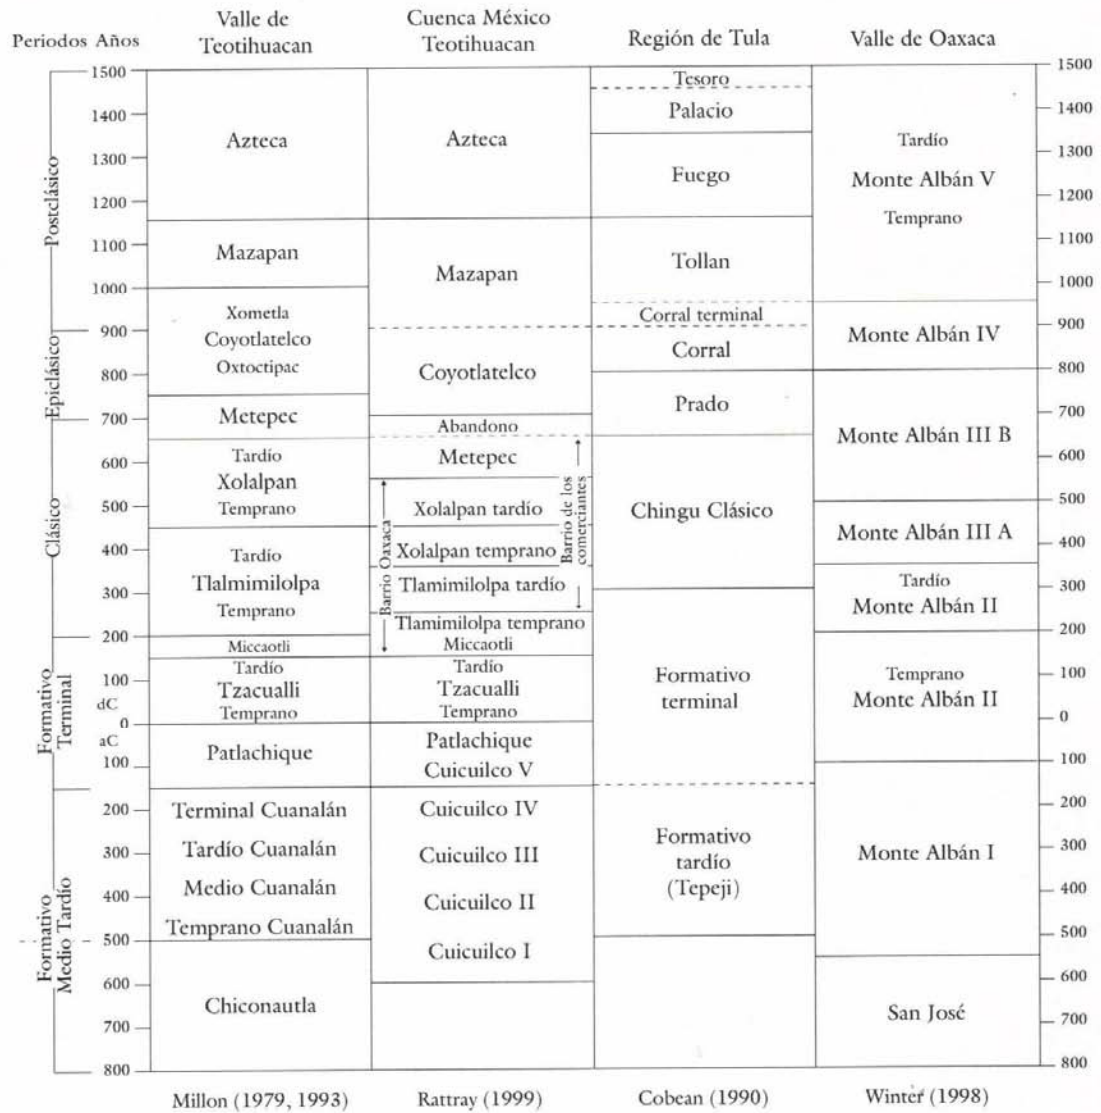 Periodos Años
Valle de
Teotihuacan
Cuenca México
Teotihuacan
Región de Tula
Valle de Oaxaca
Postclásico
Epiclásico
Clásico
Formativo
Terminal
Formativo
Medio Tardío
1500
1400
1300
1200
1100
1000
900
800
700
600
500
400
300
200
100
dC
0
aC
100
200
300
400
500
600
700
800
Azteca
Mazapan
Xometla
Coyotlatelco
Oxtoctipac
Metepec
Tardío
Xolalpan
Temprano
Tardío
Tlalmimilolpa
Temprano
Miccaotli
Tardío
Tzacualli
Temprano
Patlachique
Terminal Cuanalán
Tardío Cuanalán
Medio Cuanalán
Temprano Cuanalán
Chiconautla
Millon (1979, 1993)
Azteca
Mazapan
Coyotlatelco
Abandono
Metepec
Xolalpan tardío
Xolalpan temprano
Tlamimilolpa tardío
Tlamimilolpa temprano
Miccaotli
Barrio Oaxaca
Barrio de los
comerciantes
Tardío
Tzacualli
Temprano
Patlachique
Cuicuilco V
Cuicuilco IV
Cuicuilco III
Cuicuilco II
Cuicuilco I
Rattray (1999)
Tesoro
Palacio
Fuego
Tollan
Corral terminal
Corral
Prado
Chingu Clásico
Formativo
terminal
Formativo
tardío
(Tepeji)
Cobean (1990)
Tardío
Monte Albán V
Temprano
Monte Albán IV
Monte Albán III B
Monte Albán III A
Tardío
Monte Albán II
Temprano
Monte Albán II
Monte Albán I
San José
Winter (1998)
1500
1400
1300
1200
1100
1000
900
800
700
600
500
400
300
200
100
0
100
200
300
400
500
600
700
800